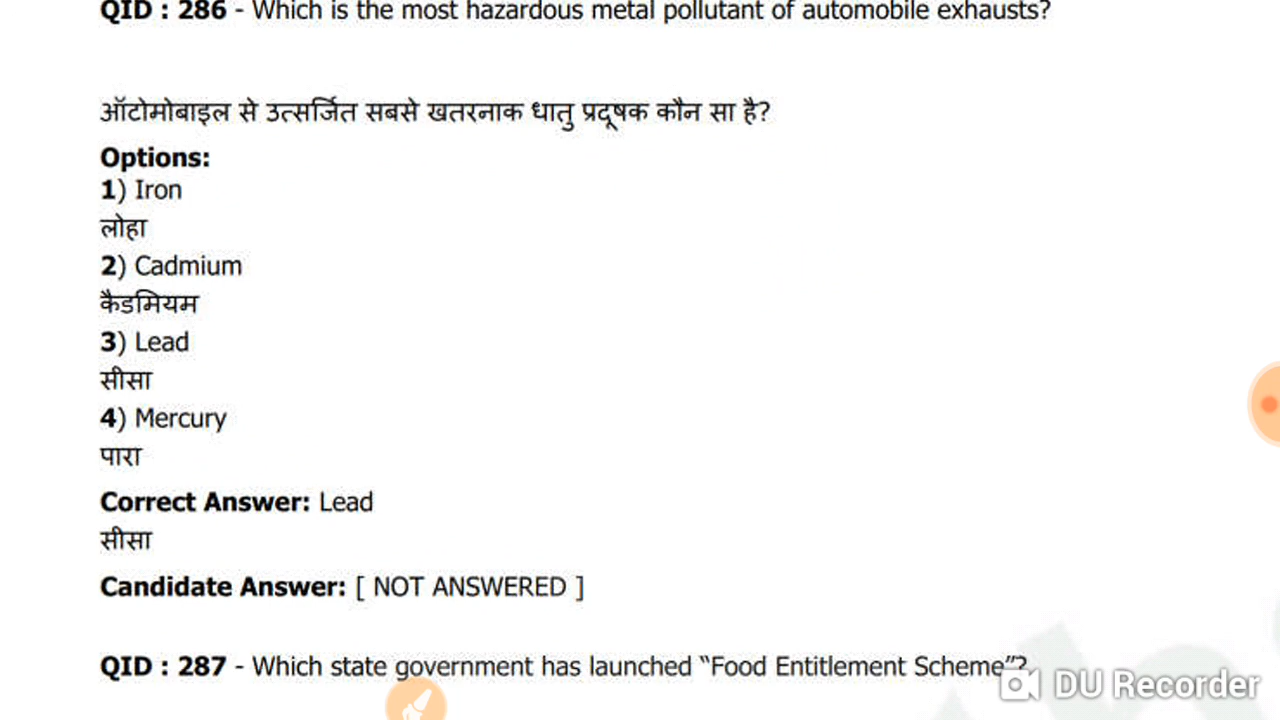 QID : 286 - Which is the most hazardous metal pollutant of automobile exhausts?
ऑटोमोबाइल से उत्सर्जित सबसे खतरनाक धातु प्रदूषक कौन सा है?
Options:
1) Iron
लोहा
2) Cadmium
कैडमियम
3) Lead
सीसा
4) Mercury
पारा
Correct Answer: Lead
सीसा
Candidate Answer: [ NOT ANSWERED ]
QID : 287 - Which state government has launched “Food Entitlement Scheme”?
DU Recorder